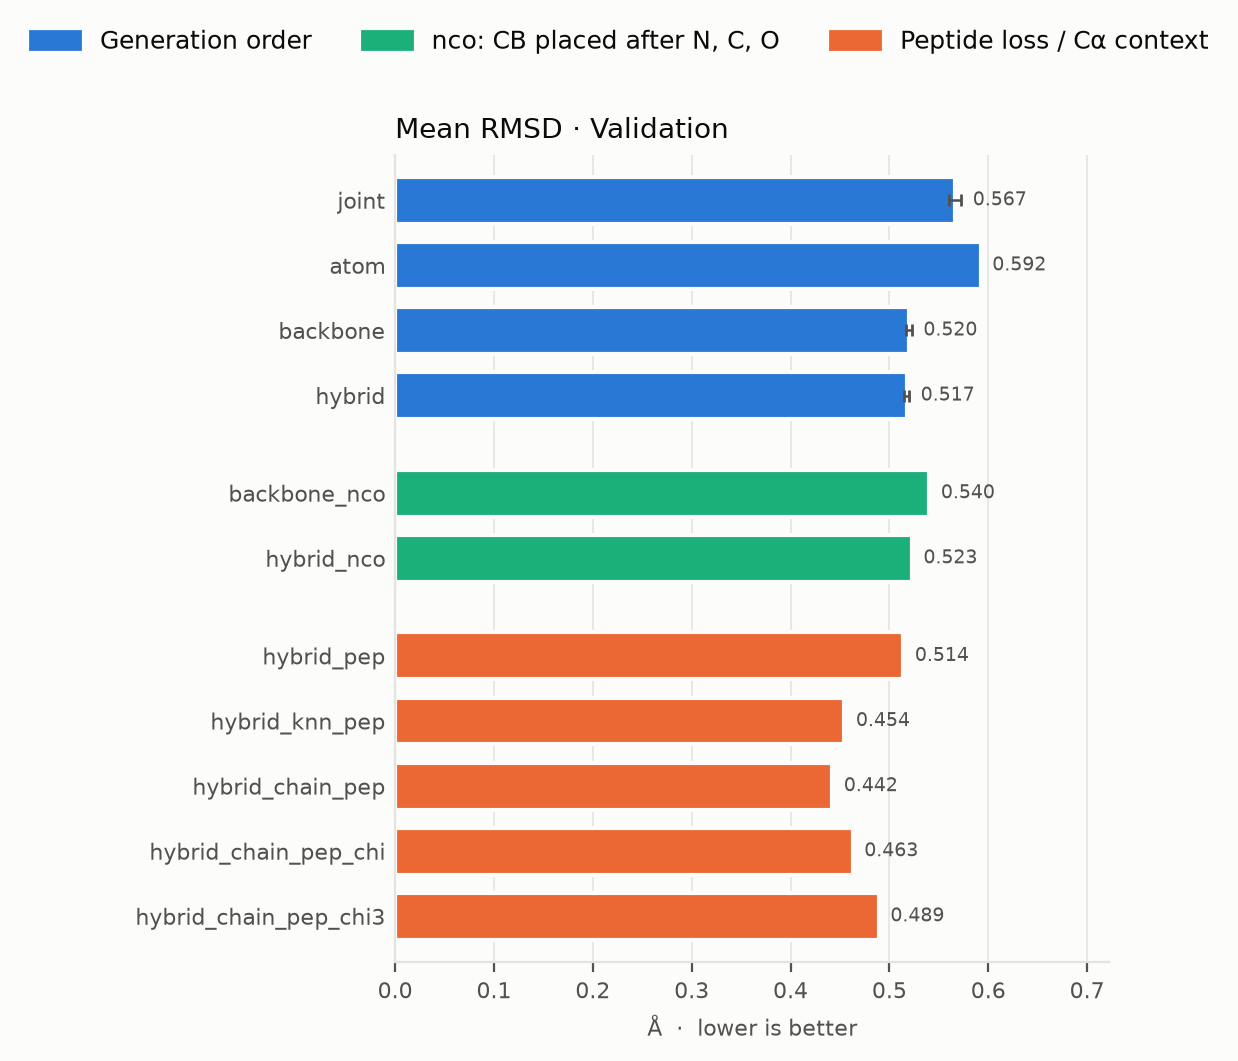 Generation order
nco: CB placed after N, C, O
Peptide loss / Cα context
Mean RMSD · Validation
joint 0.567
atom 0.592
backbone 0.520
hybrid 0.517
backbone_nco 0.540
hybrid_nco 0.523
hybrid_pep 0.514
hybrid_knn_pep 0.454
hybrid_chain_pep 0.442
hybrid_chain_pep_chi 0.463
hybrid_chain_pep_chi3 0.489
0.0 0.1 0.2 0.3 0.4 0.5 0.6 0.7
Å · lower is better